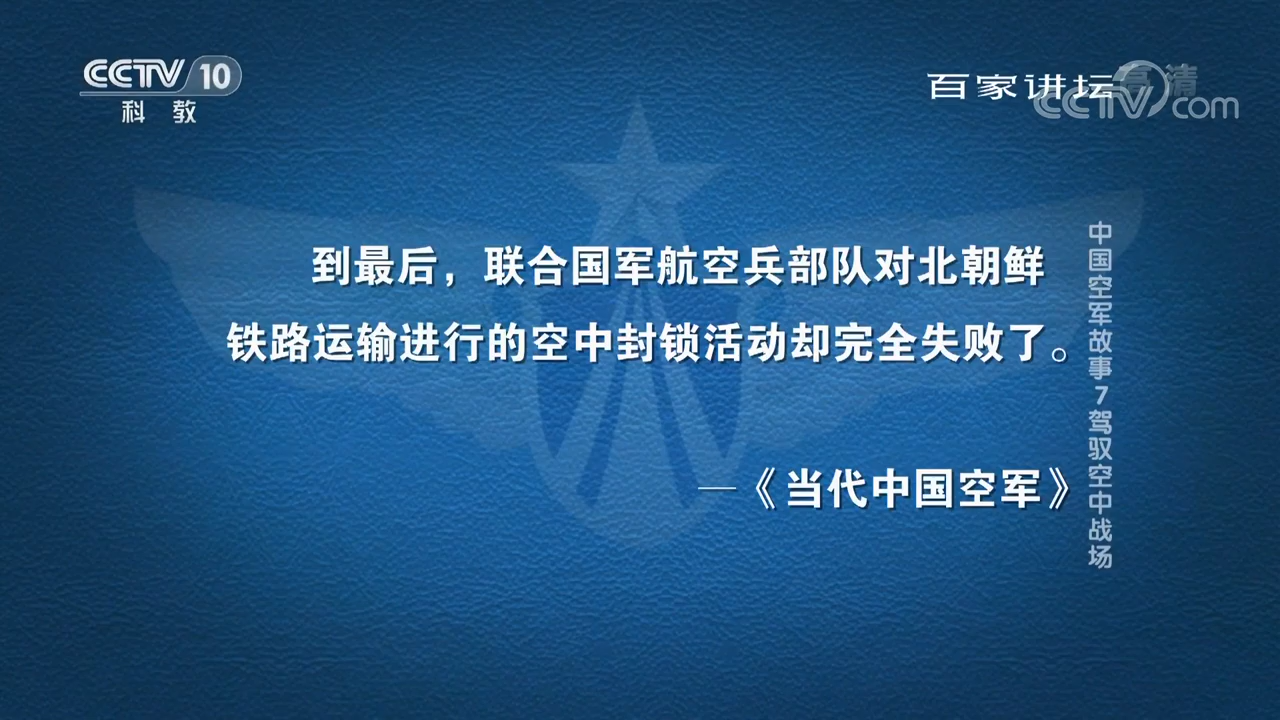 CCTV 10
科教
百家讲坛
高清
CCTV.com
到最后，联合国军航空兵部队对北朝鲜
铁路运输进行的空中封锁活动却完全失败了。
—《当代中国空军》
中国空军故事7驾驭空中战场